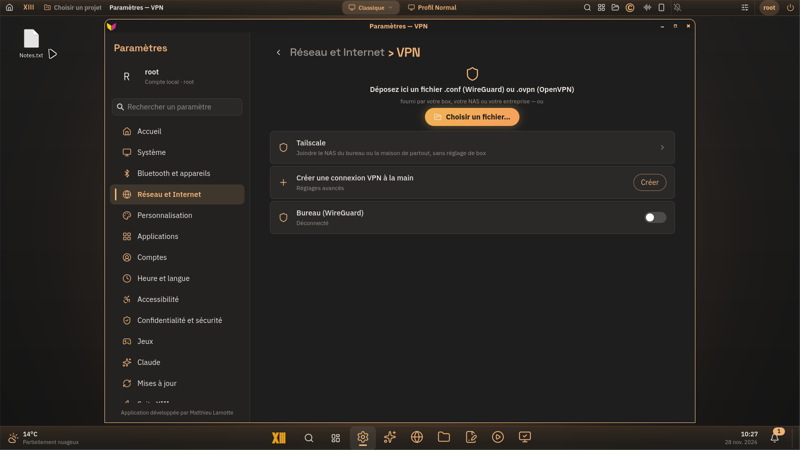 XIII
Choisir un projet
Paramètres — VPN
Classique
Profil Normal
root
Notes.txt
Paramètres — VPN
Paramètres
R
root
Compte local · root
Rechercher un paramètre
Accueil
Système
Bluetooth et appareils
Réseau et Internet
Personnalisation
Applications
Comptes
Heure et langue
Accessibilité
Confidentialité et sécurité
Jeux
Claude
Mises à jour
Application développée par Matthieu Lamotte
Réseau et Internet > VPN
Déposez ici un fichier .conf (WireGuard) ou .ovpn (OpenVPN)
fourni par votre box, votre NAS ou votre entreprise — ou
Choisir un fichier...
Tailscale
Joindre le NAS du bureau ou la maison de partout, sans réglage de box
Créer une connexion VPN à la main
Réglages avancés
Créer
Bureau (WireGuard)
Déconnecté
14°C
Partiellement nuageux
XIII
10:27
28 nov. 2026
1